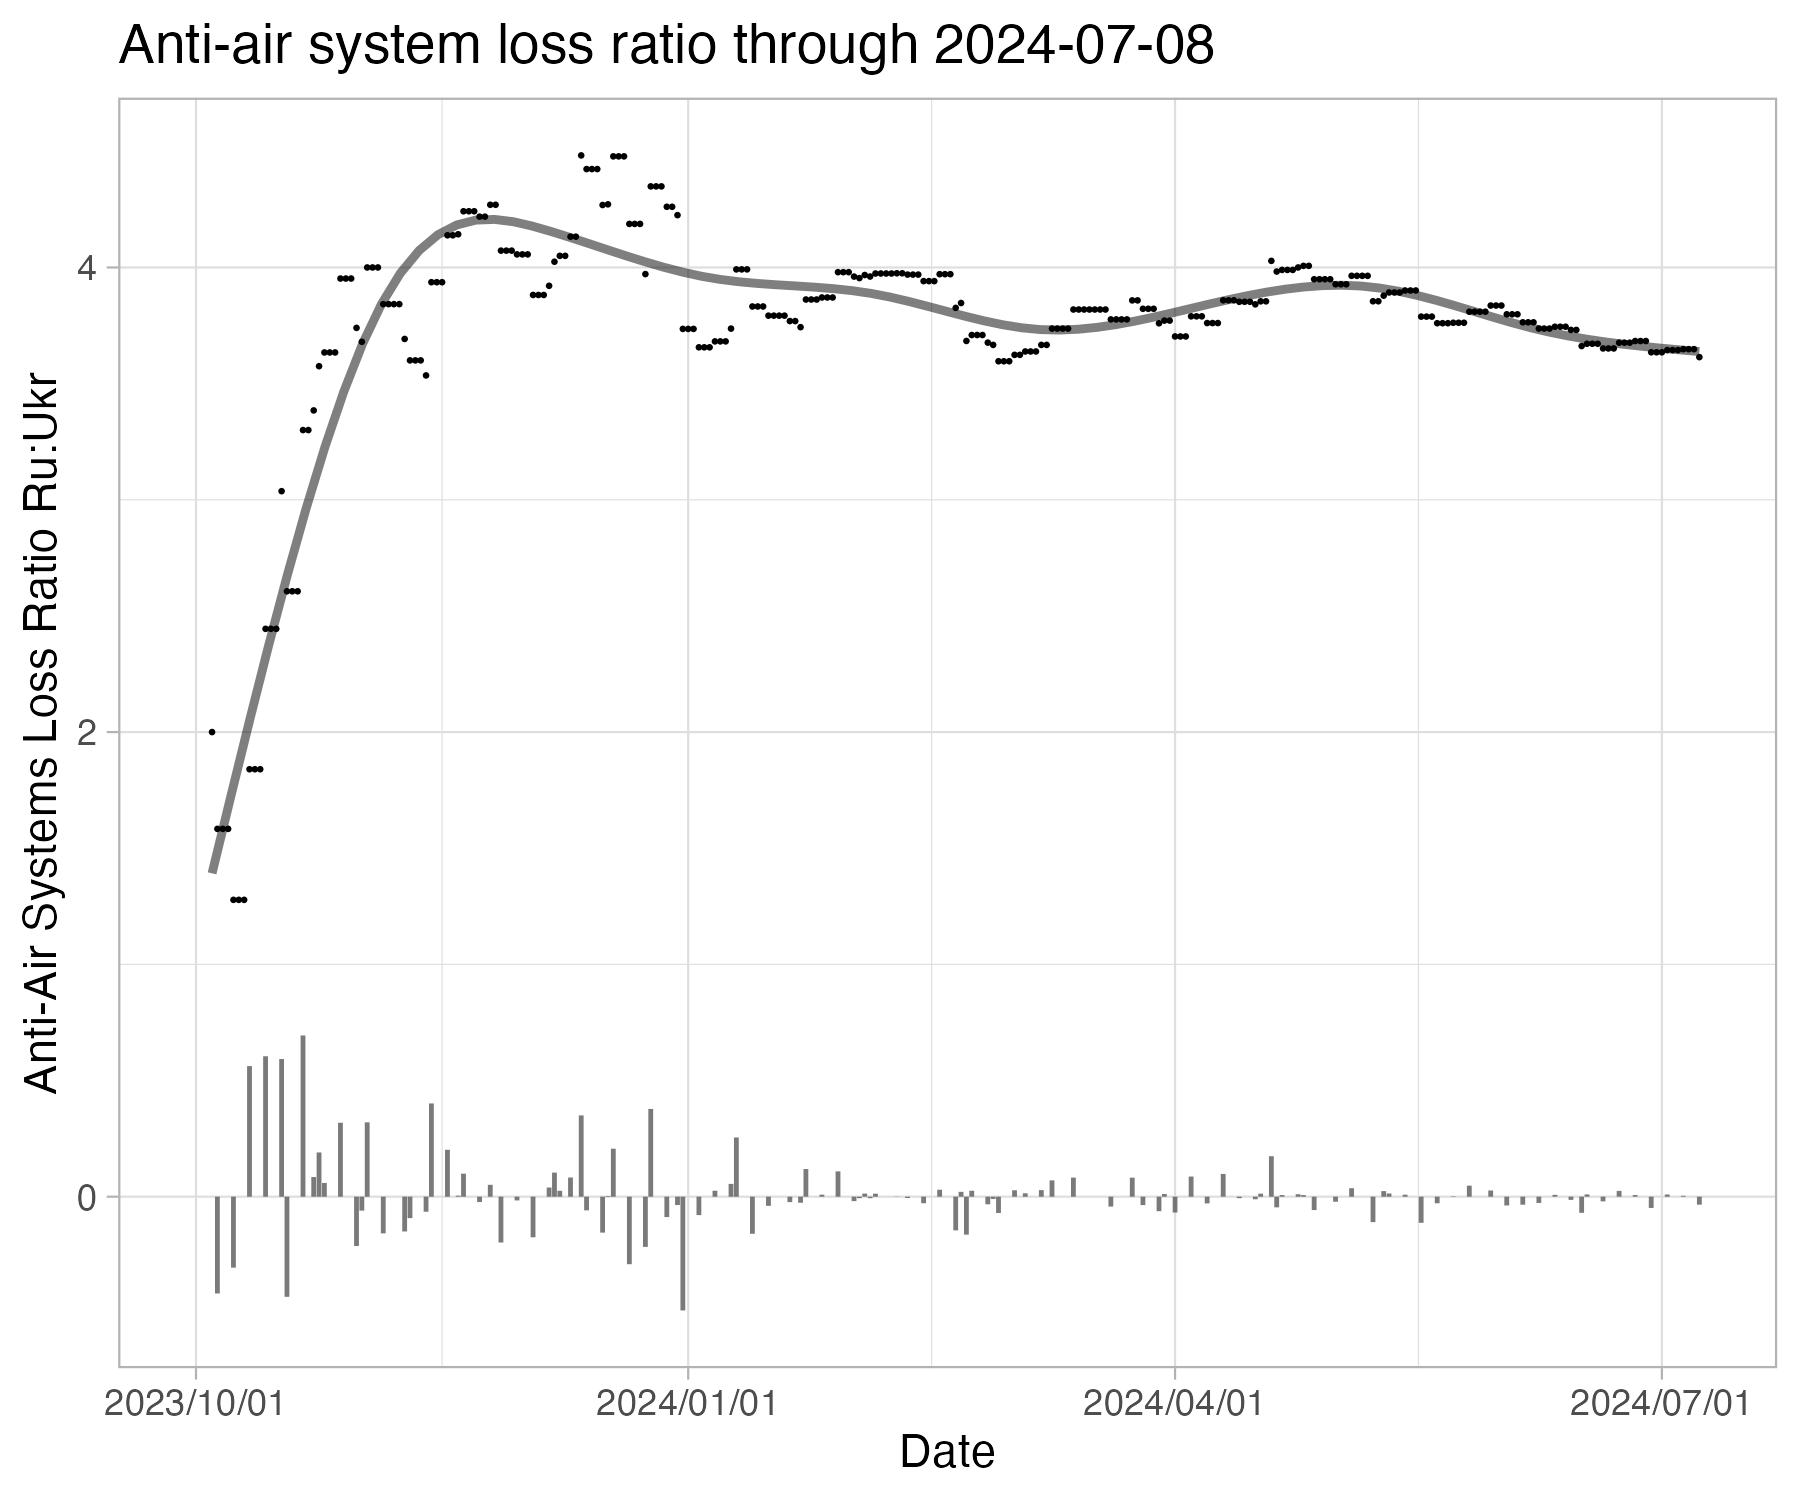 Anti-air system loss ratio through 2024-07-08
Anti-Air Systems Loss Ratio Ru:Ukr
4
2
0
2023/10/01
2024/01/01
2024/04/01
2024/07/01
Date